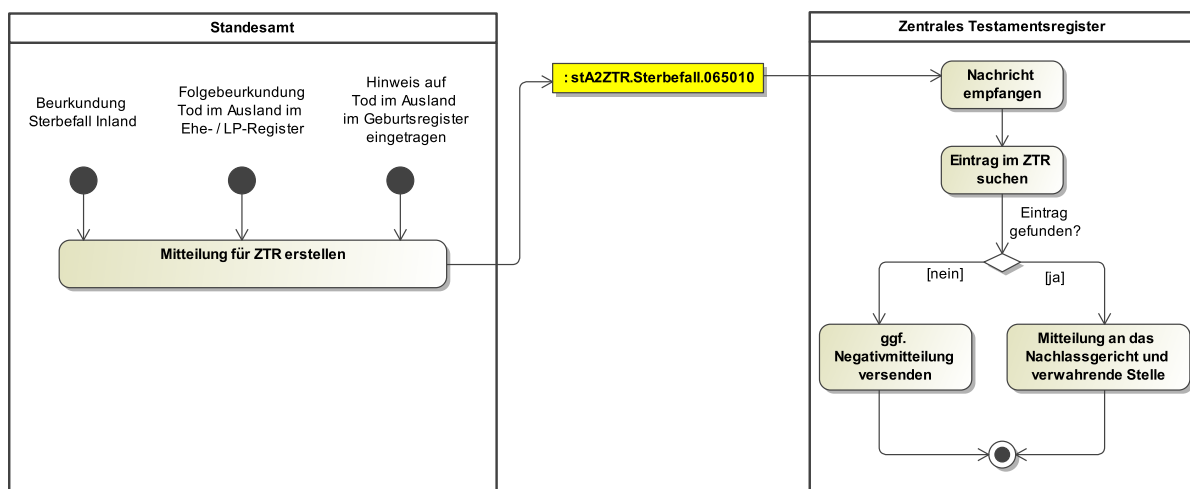 Standesamt
Beurkundung
Sterbefall Inland
Folgebeurkundung
Tod im Ausland im
Ehe- / LP-Register
Hinweis auf
Tod im Ausland
im Geburtsregister
eingetragen
Mitteilung für ZTR erstellen
: stA2ZTR.Sterbefall.065010
Zentrales Testamentsregister
Nachricht
empfangen
Eintrag im ZTR
suchen
Eintrag
gefunden?
[nein]
[ja]
ggf.
Negativmitteilung
versenden
Mitteilung an das
Nachlassgericht und
verwahrende Stelle